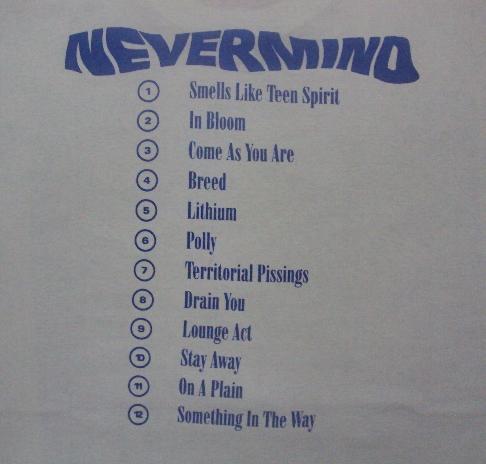 NEVERMIND
1 Smells Like Teen Spirit
2 In Bloom
3 Come As You Are
4 Breed
5 Lithium
6 Polly
7 Territorial Pissings
8 Drain You
9 Lounge Act
10 Stay Away
11 On A Plain
12 Something In The Way